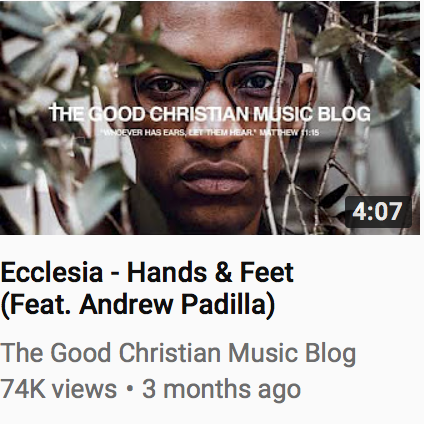 THE GOOD CHRISTIAN MUSIC BLOG
"WHOEVER HAS EARS, LET THEM HEAR." MATTHEW 11:15
4:07
Ecclesia - Hands & Feet
(Feat. Andrew Padilla)
The Good Christian Music Blog
74K views • 3 months ago